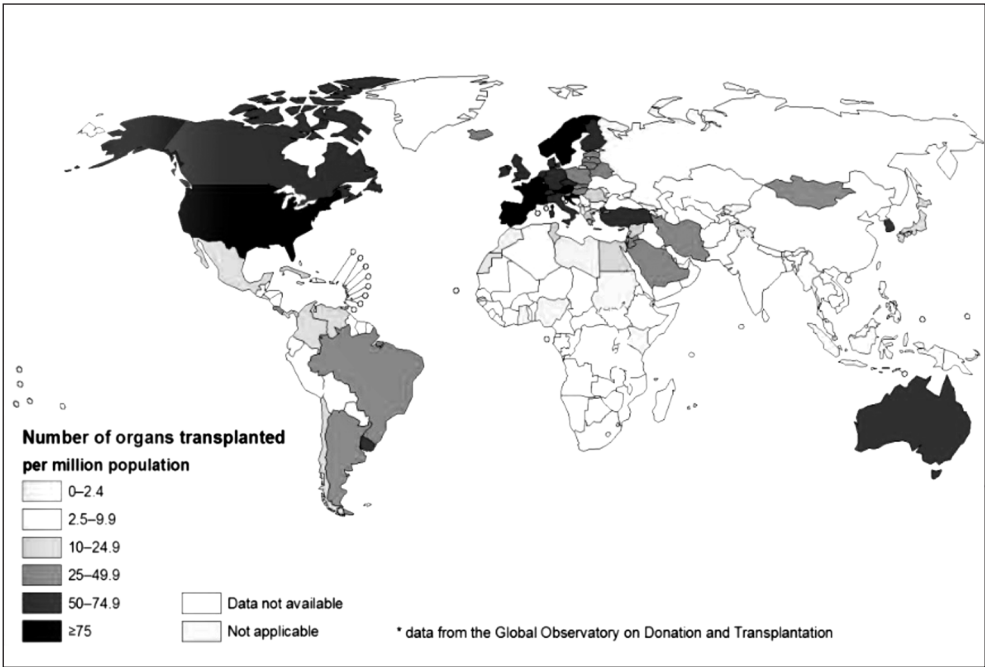 Number of organs transplanted
per million population
0–2.4
2.5–9.9
10–24.9
25–49.9
50–74.9
≥75
Data not available
Not applicable
* data from the Global Observatory on Donation and Transplantation